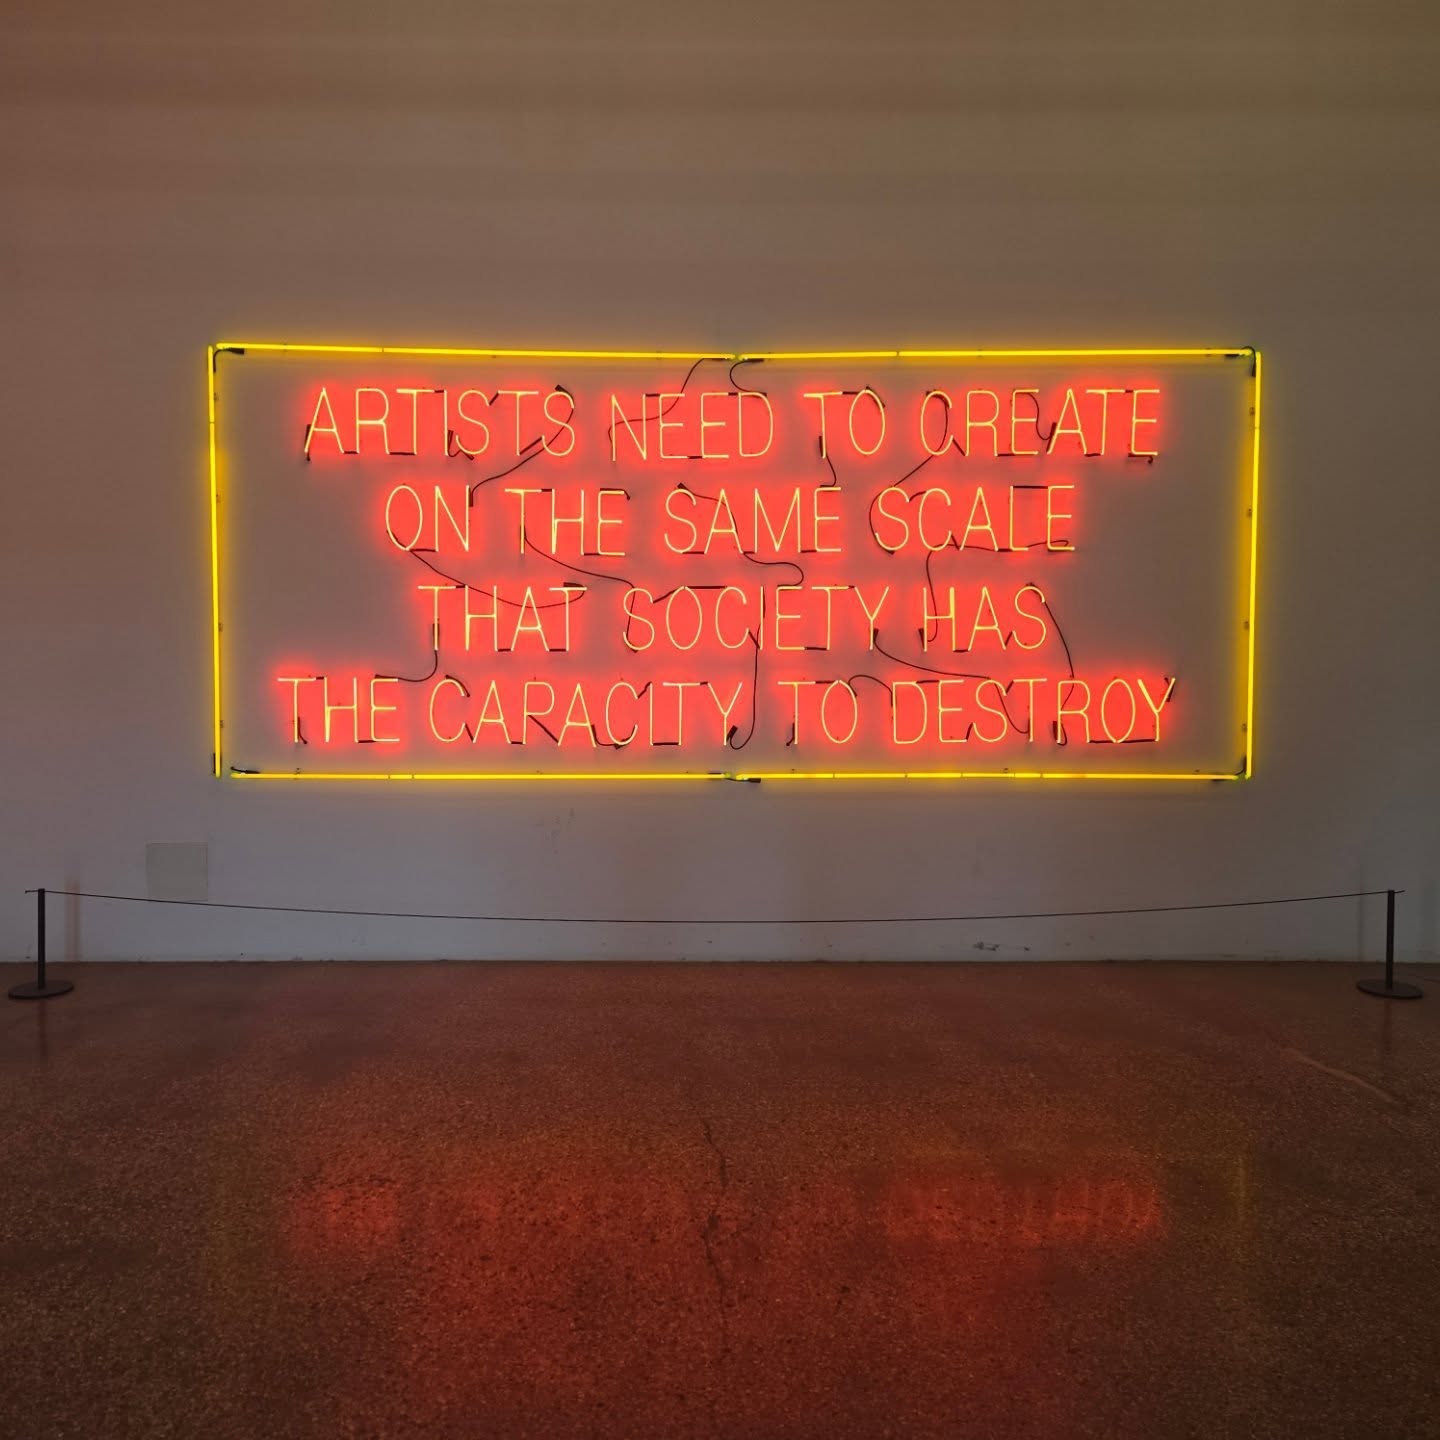 ARTISTS NEED TO CREATE
ON THE SAME SCALE
THAT SOCIETY HAS
THE CAPACITY TO DESTROY